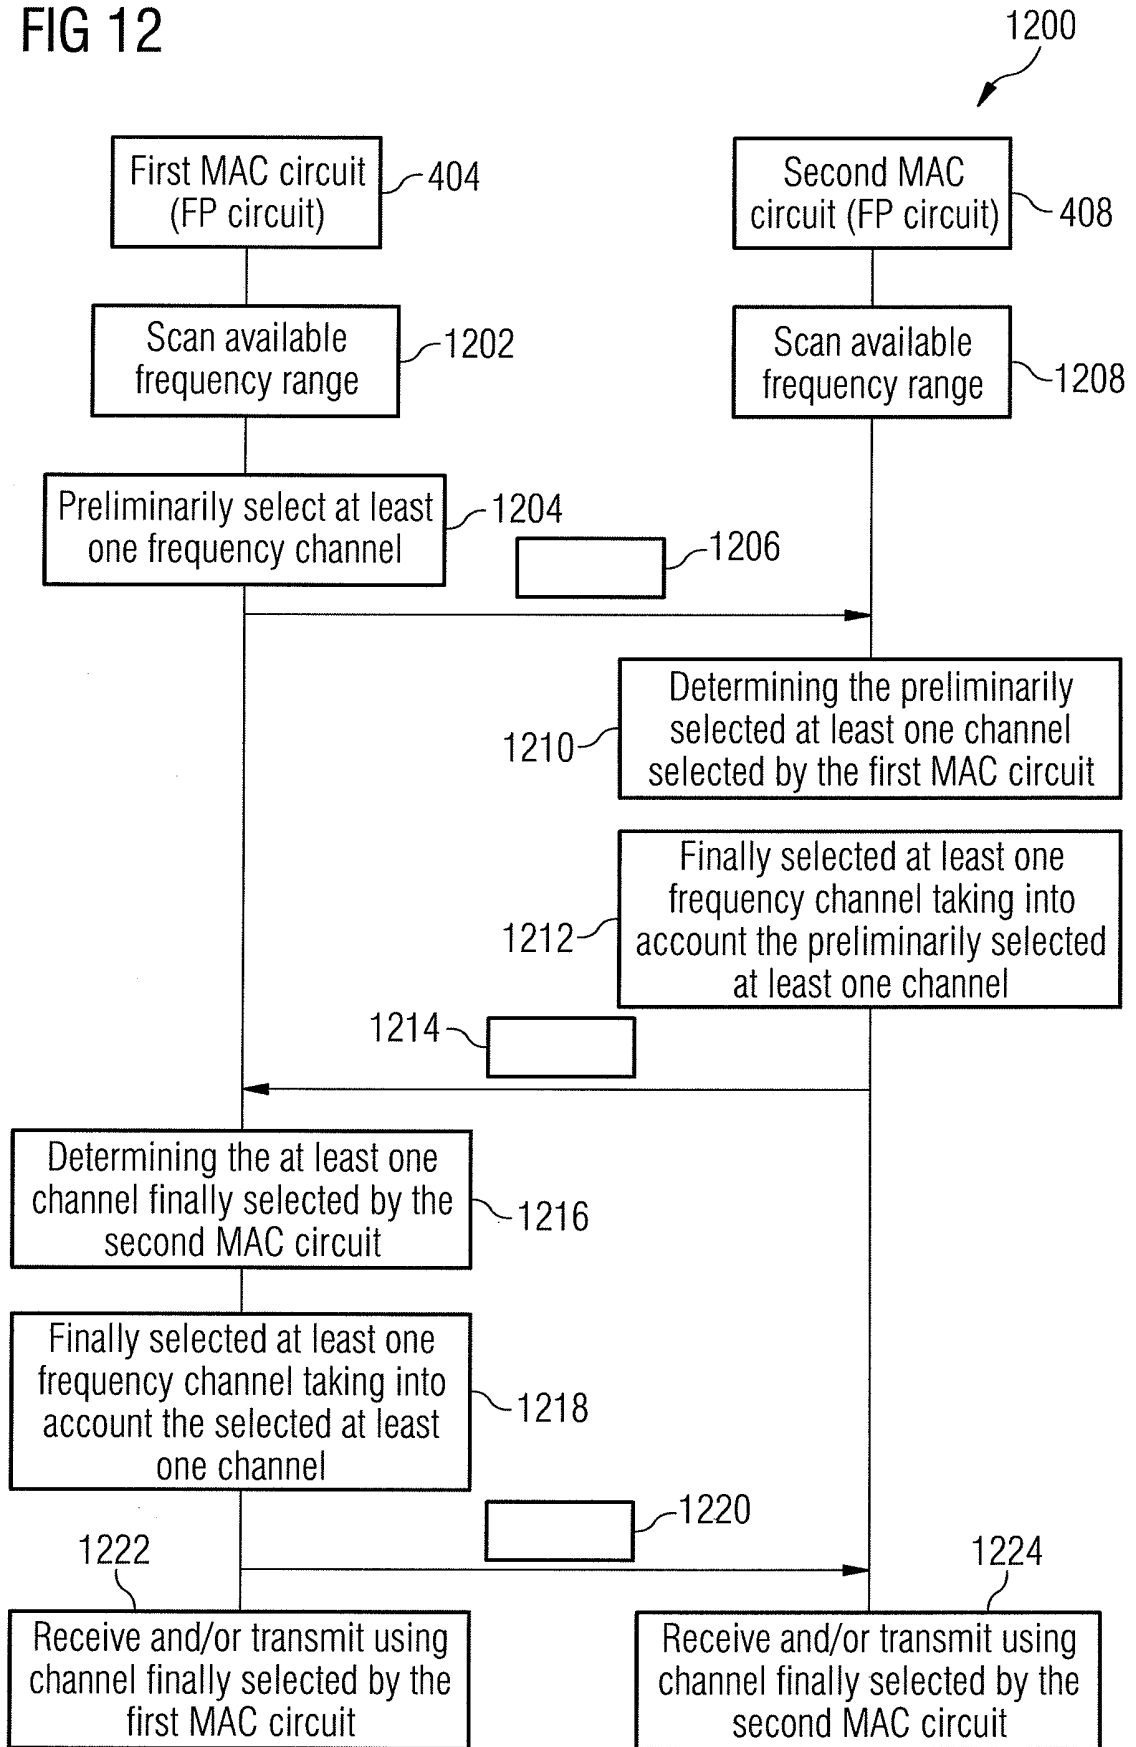 FIG 12
1200
First MAC circuit
(FP circuit)
404
Second MAC
circuit (FP circuit)
408
Scan available
frequency range
1202
Scan available
frequency range
1208
Preliminarily select at least
one frequency channel
1204
1206
Determining the preliminarily
selected at least one channel
selected by the first MAC circuit
1210
Finally selected at least one
frequency channel taking into
account the preliminarily selected
at least one channel
1212
1214
Determining the at least one
channel finally selected by the
second MAC circuit
1216
Finally selected at least one
frequency channel taking into
account the selected at least
one channel
1218
1220
1222
Receive and/or transmit using
channel finally selected by the
first MAC circuit
1224
Receive and/or transmit using
channel finally selected by the
second MAC circuit